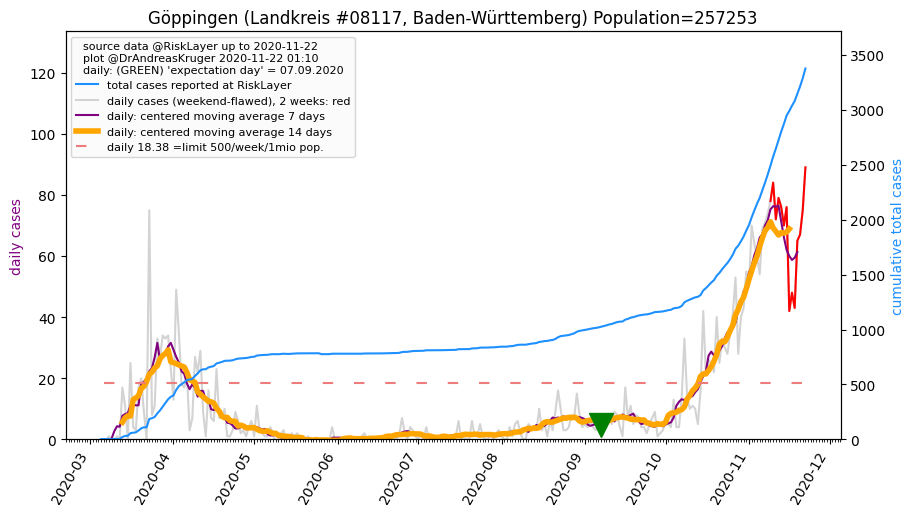 Göppingen (Landkreis #08117, Baden-Württemberg) Population=257253
source data @RiskLayer up to 2020-11-22
plot @DrAndreasKruger 2020-11-22 01:10
daily: (GREEN) 'expectation day' = 07.09.2020
total cases reported at RiskLayer
daily cases (weekend-flawed), 2 weeks: red
daily: centered moving average 7 days
daily: centered moving average 14 days
daily 18.38 =limit 500/week/1mio pop.
daily cases
120
100
80
60
40
20
0
3500
3000
2500
2000
1500
1000
500
0
cumulative total cases
2020-03
2020-04
2020-05
2020-06
2020-07
2020-08
2020-09
2020-10
2020-11
2020-12